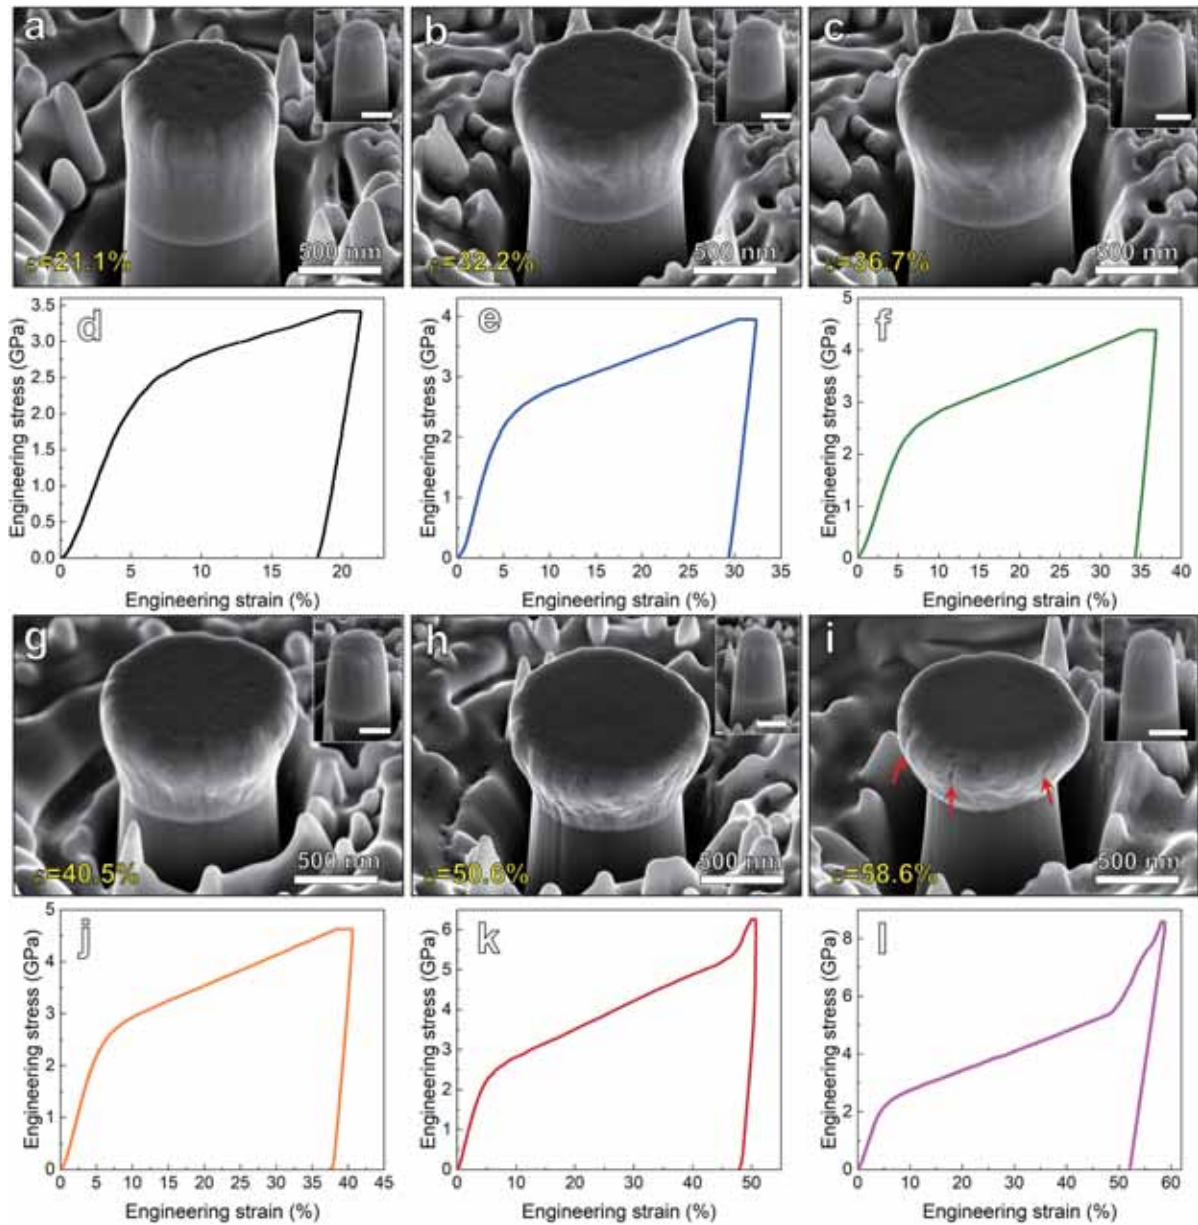 a
b
c
ε=21.1%
500 nm
ε=32.2%
500 nm
ε=36.7%
500 nm
d
Engineering stress (GPa)
3.5
3.0
2.5
2.0
1.5
1.0
0.5
0.0
0 5 10 15 20
Engineering strain (%)
e
Engineering stress (GPa)
4
3
2
1
0
0 5 10 15 20 25 30 35
Engineering strain (%)
f
Engineering stress (GPa)
5
4
3
2
1
0
0 5 10 15 20 25 30 35 40
Engineering strain (%)
g
h
i
ε=40.5%
500 nm
ε=50.6%
500 nm
ε=58.6%
500 nm
j
Engineering stress (GPa)
5
4
3
2
1
0
0 5 10 15 20 25 30 35 40 45
Engineering strain (%)
k
Engineering stress (GPa)
6
5
4
3
2
1
0
0 10 20 30 40 50
Engineering strain (%)
l
Engineering stress (GPa)
8
6
4
2
0
0 10 20 30 40 50 60
Engineering strain (%)